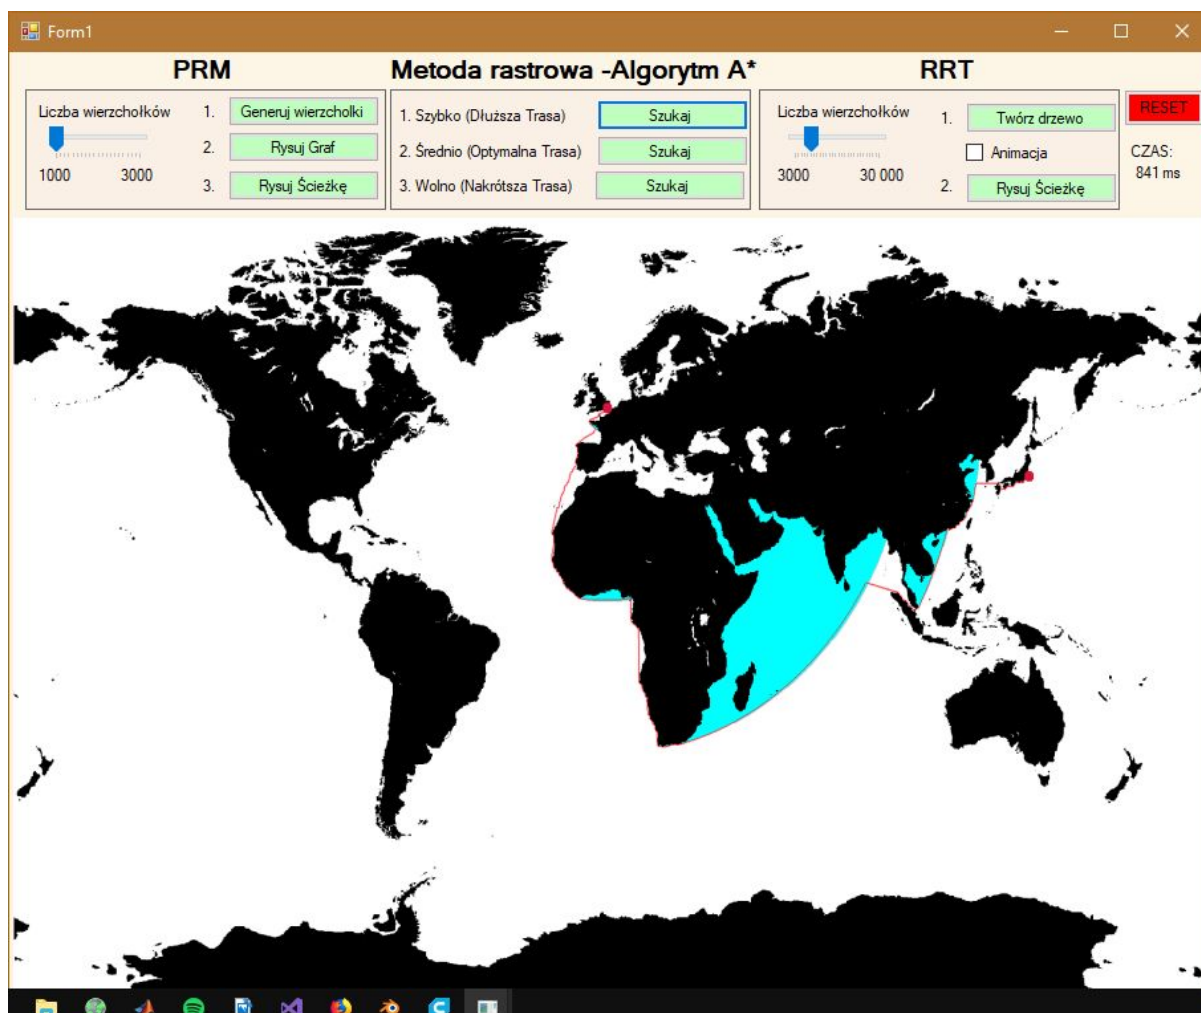 Form1
PRM
Metoda rastrowa -Algorytm A*
RRT
Liczba wierzchołków
1000 3000
1. Generuj wierzcholki
2. Rysuj Graf
3. Rysuj Ścieżkę
1. Szybko (Dłuższa Trasa) Szukaj
2. Średnio (Optymalna Trasa) Szukaj
3. Wolno (Nakrótsza Trasa) Szukaj
Liczba wierzchołków
3000 30 000
1. Twórz drzewo
Animacja
2. Rysuj Ścieżkę
RESET
CZAS:
841 ms